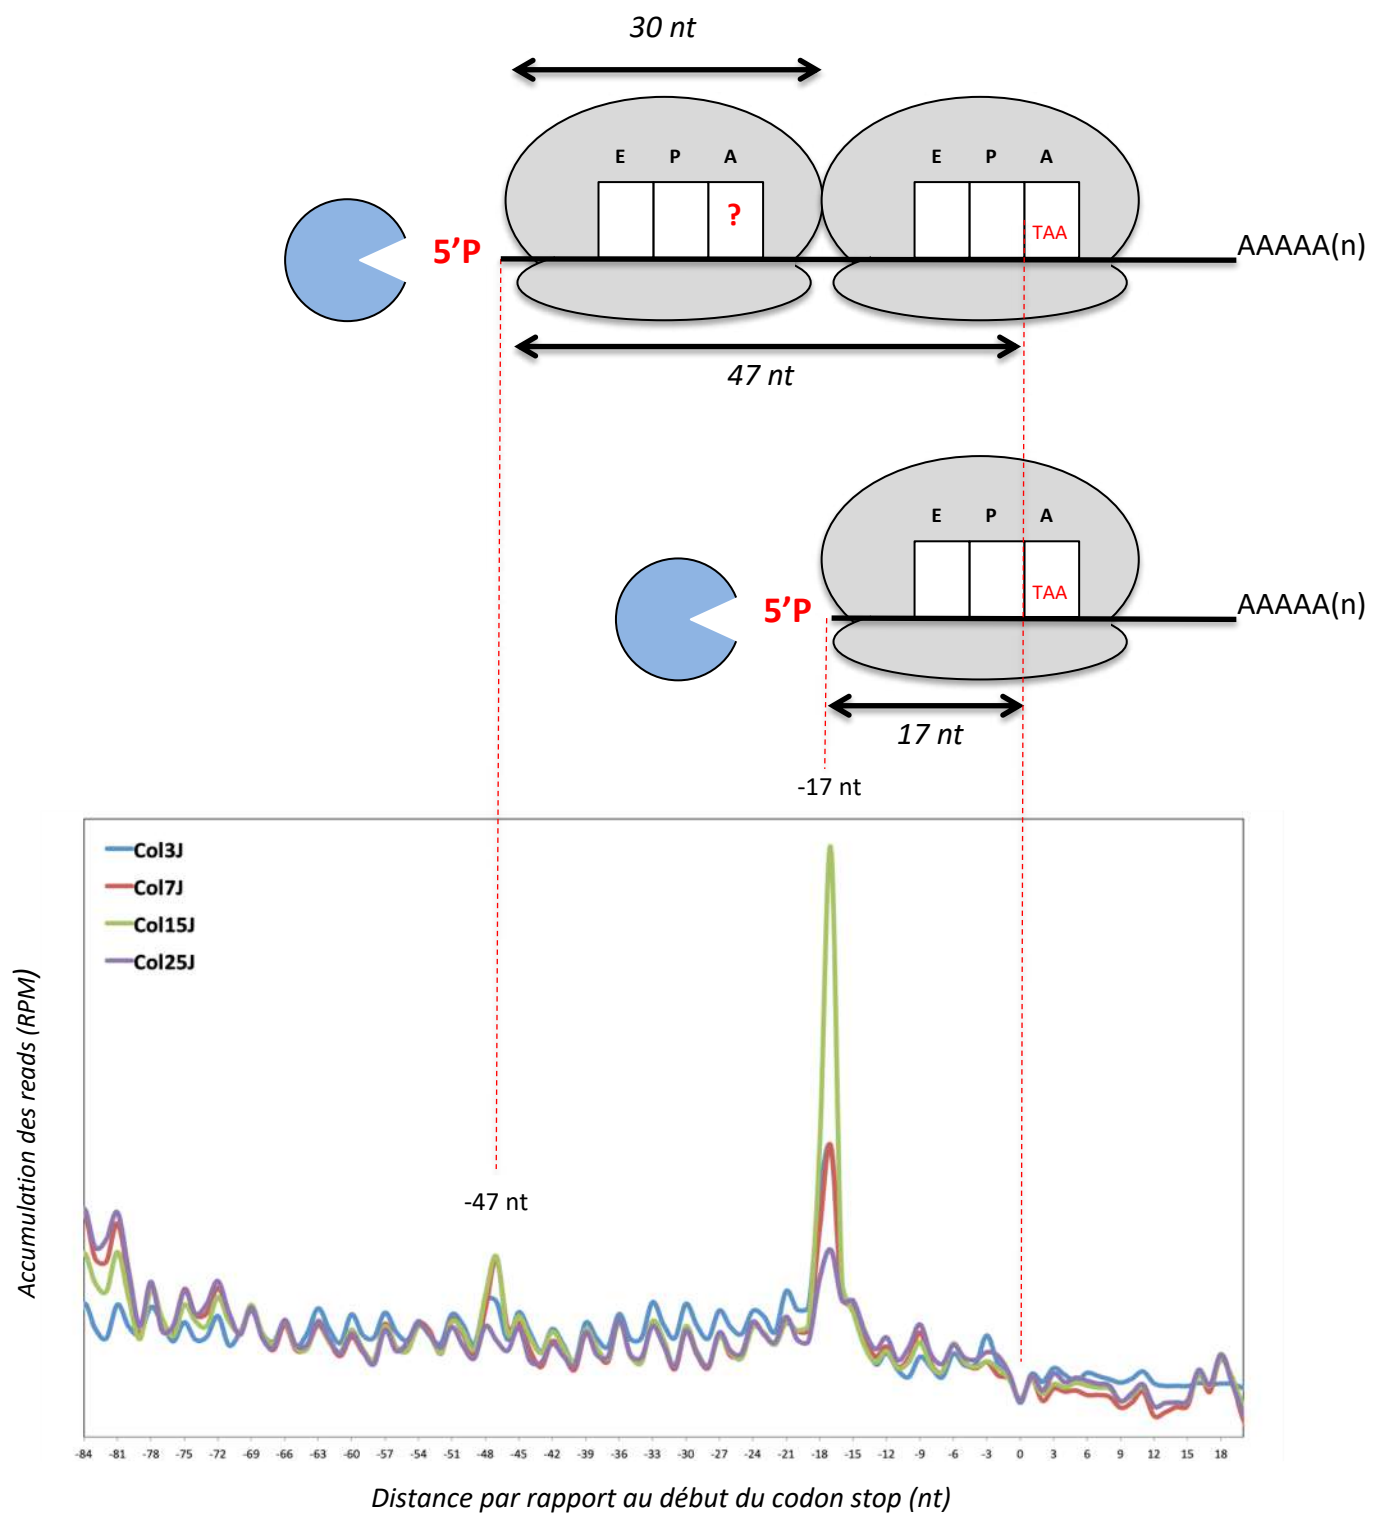 30 nt
E P A E P A
?
TAA
5’P
AAAAA(n)
47 nt
E P A
TAA
5’P
AAAAA(n)
17 nt
-17 nt
Col3J
Col7J
Col15J
Col25J
-47 nt
Accumulation des reads (RPM)
-84 -81 -78 -75 -72 -69 -66 -63 -60 -57 -54 -51 -48 -45 -42 -39 -36 -33 -30 -27 -24 -21 -18 -15 -12 -9 -6 -3 0 3 6 9 12 15 18
Distance par rapport au début du codon stop (nt)